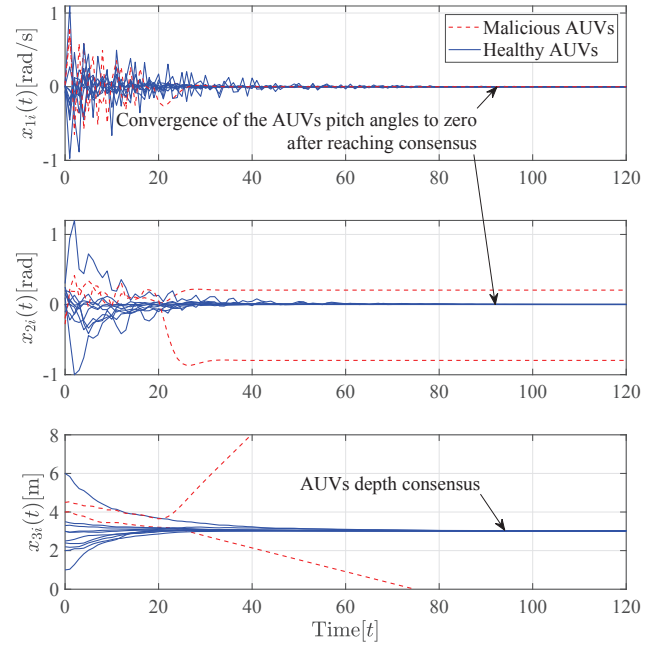 1
0
-1
x1i(t)[rad/s]
Malicious AUVs
Healthy AUVs
Convergence of the AUVs pitch angles to zero
after reaching consensus
0 20 40 60 80 100 120
1
0
-1
x2i(t)[rad]
0 20 40 60 80 100 120
8
6
4
2
0
x3i(t)[m]
AUVs depth consensus
0 20 40 60 80 100 120
Time[t]